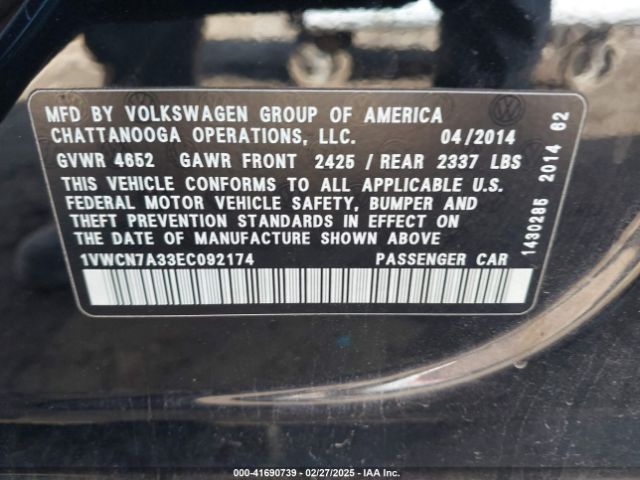 MFD BY VOLKSWAGEN GROUP OF AMERICA
CHATTANOOGA OPERATIONS, LLC. 04/2014
GVWR 4652 GAWR FRONT 2425 / REAR 2337 LBS
THIS VEHICLE CONFORMS TO ALL APPLICABLE U.S.
FEDERAL MOTOR VEHICLE SAFETY, BUMPER AND
THEFT PREVENTION STANDARDS IN EFFECT ON
THE DATE OF MANUFACTURE SHOWN ABOVE
1VWCN7A33EC092174 PASSENGER CAR
1430285 2014 62
000-41690739 - 02/27/2025 - IAA Inc.